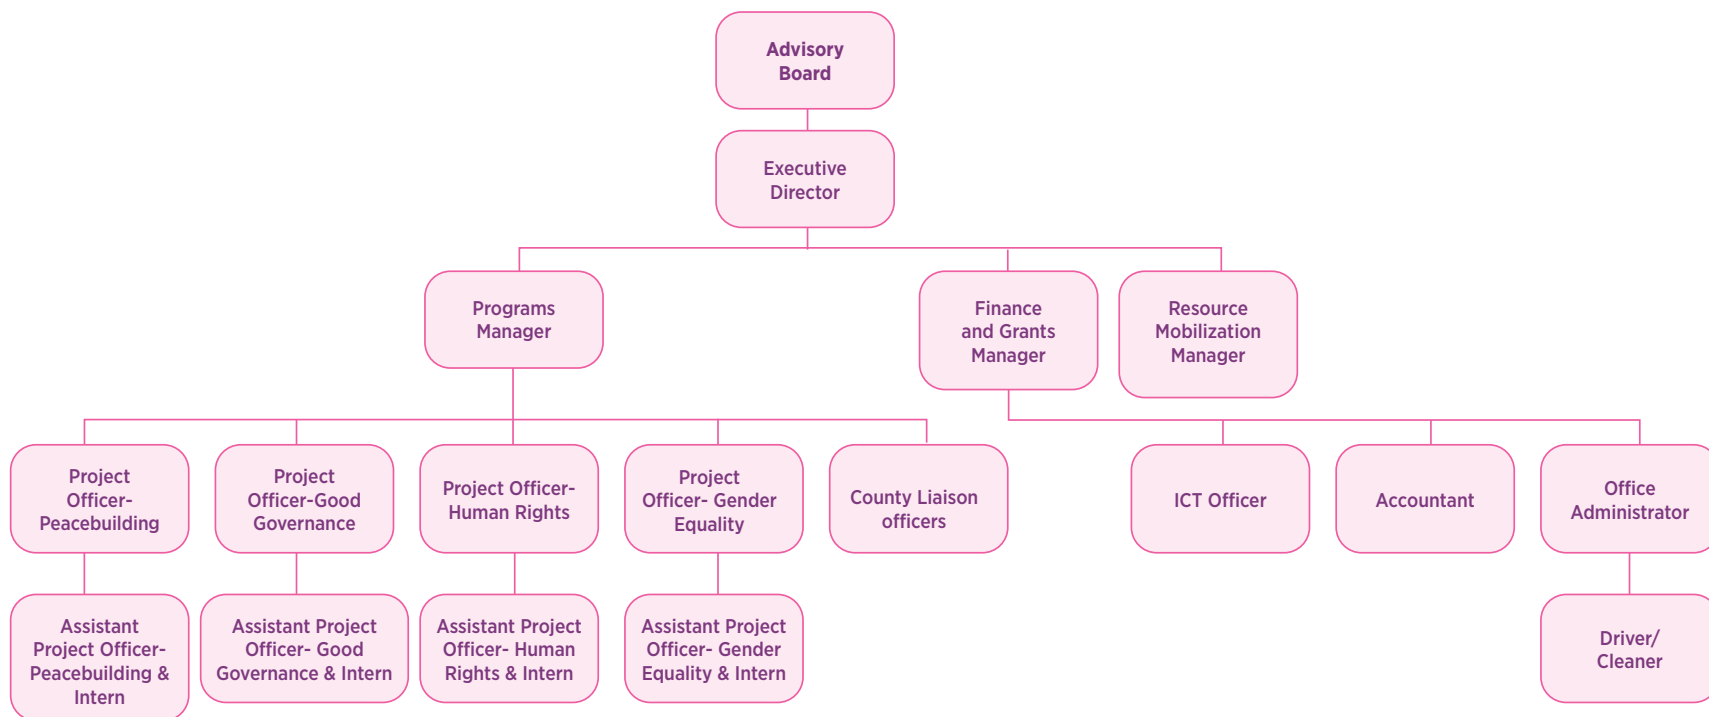 Advisory
Board
Executive
Director
Programs
Manager
Finance
and Grants
Manager
Resource
Mobilization
Manager
Project
Officer-
Peacebuilding
Project
Officer-Good
Governance
Project Officer-
Human Rights
Project
Officer- Gender
Equality
County Liaison
officers
ICT Officer
Accountant
Office
Administrator
Assistant
Project Officer-
Peacebuilding &
Intern
Assistant Project
Officer- Good
Governance & Intern
Assistant Project
Officer- Human
Rights & Intern
Assistant Project
Officer- Gender
Equality & Intern
Driver/
Cleaner